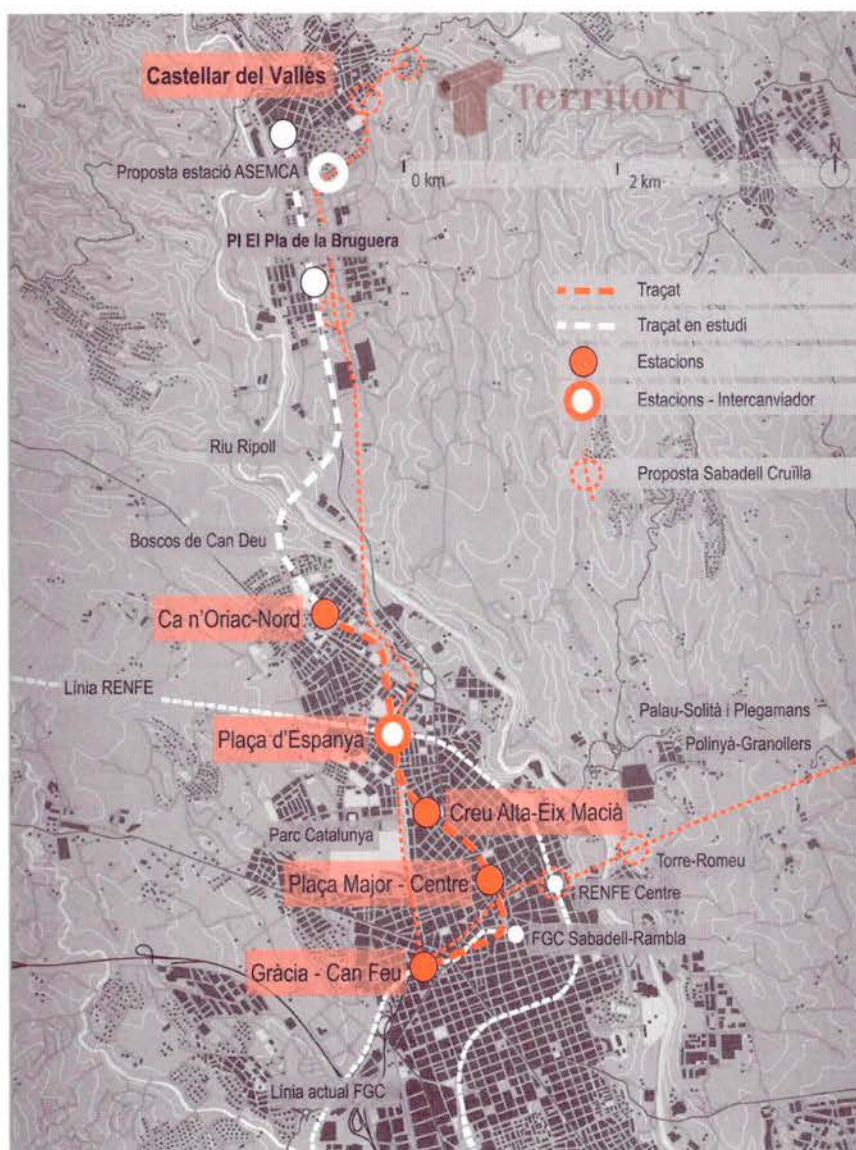 Castellar del Vallès
Territori
Proposta estació ASEMCA
0 km
2 km
N
PI El Pla de la Bruguera
Traçat
Traçat en estudi
Estacions
Estacions - Intercanviador
Proposta Sabadell Cruïlla
Riu Ripoll
Boscos de Can Deu
Ca n'Oriac-Nord
Línia RENFE
Plaça d'Espanya
Palau-Solità i Plegamans
Polinyà-Granollers
Creu Alta-Eix Macià
Parc Catalunya
Torre-Romeu
Plaça Major - Centre
RENFE Centre
FGC Sabadell-Rambla
Gràcia - Can Feu
Línia actual FGC